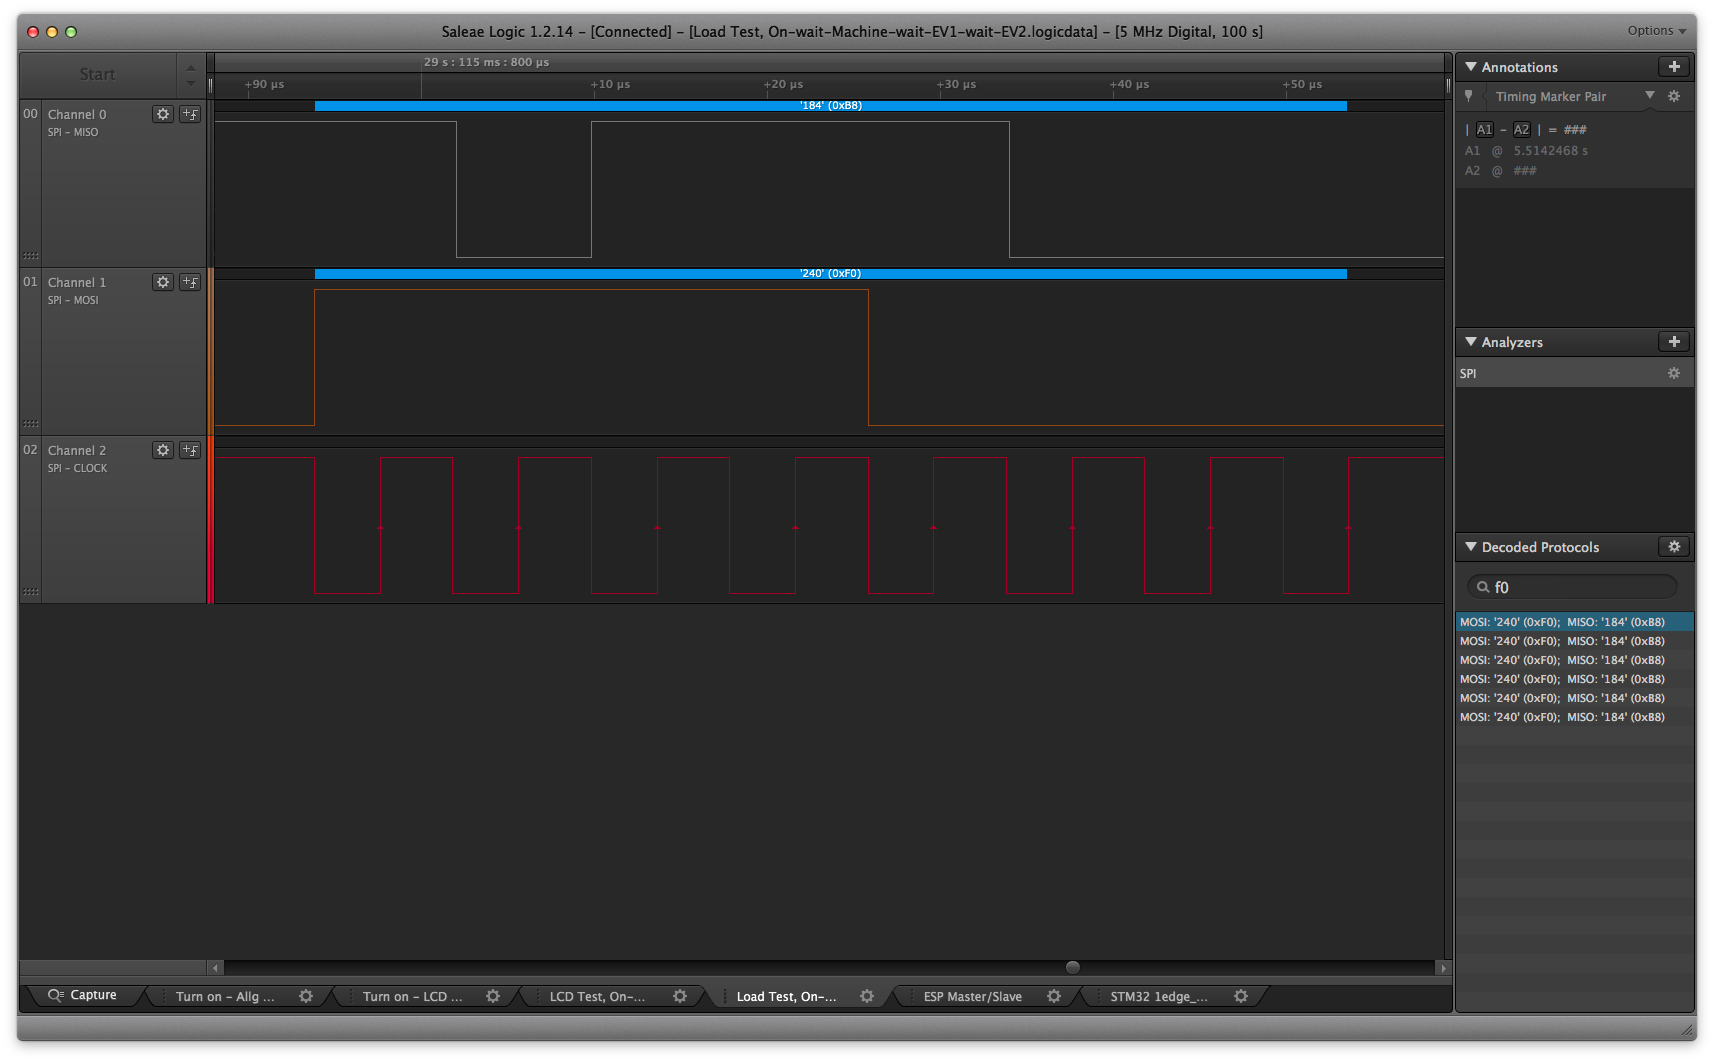 Saleae Logic 1.2.14 - [Connected] - [Load Test, On-wait-Machine-wait-EV1-wait-EV2.logicdata] - [5 MHz Digital, 100 s]
Options
Start
29 s : 115 ms : 800 µs
+90 µs +10 µs +20 µs +30 µs +40 µs +50 µs
00 Channel 0
SPI - MISO
'184' (0xB8)
01 Channel 1
SPI - MOSI
'240' (0xF0)
02 Channel 2
SPI - CLOCK
Annotations
Timing Marker Pair
| A1 - A2 | = ###
A1 @ 5.5142468 s
A2 @ ###
Analyzers
SPI
Decoded Protocols
f0
MOSI: '240' (0xF0); MISO: '184' (0xB8)
MOSI: '240' (0xF0); MISO: '184' (0xB8)
MOSI: '240' (0xF0); MISO: '184' (0xB8)
MOSI: '240' (0xF0); MISO: '184' (0xB8)
MOSI: '240' (0xF0); MISO: '184' (0xB8)
MOSI: '240' (0xF0); MISO: '184' (0xB8)
Capture
Turn on - Allg ...
Turn on - LCD ...
LCD Test, On-...
Load Test, On-...
ESP Master/Slave
STM32 1edge_...